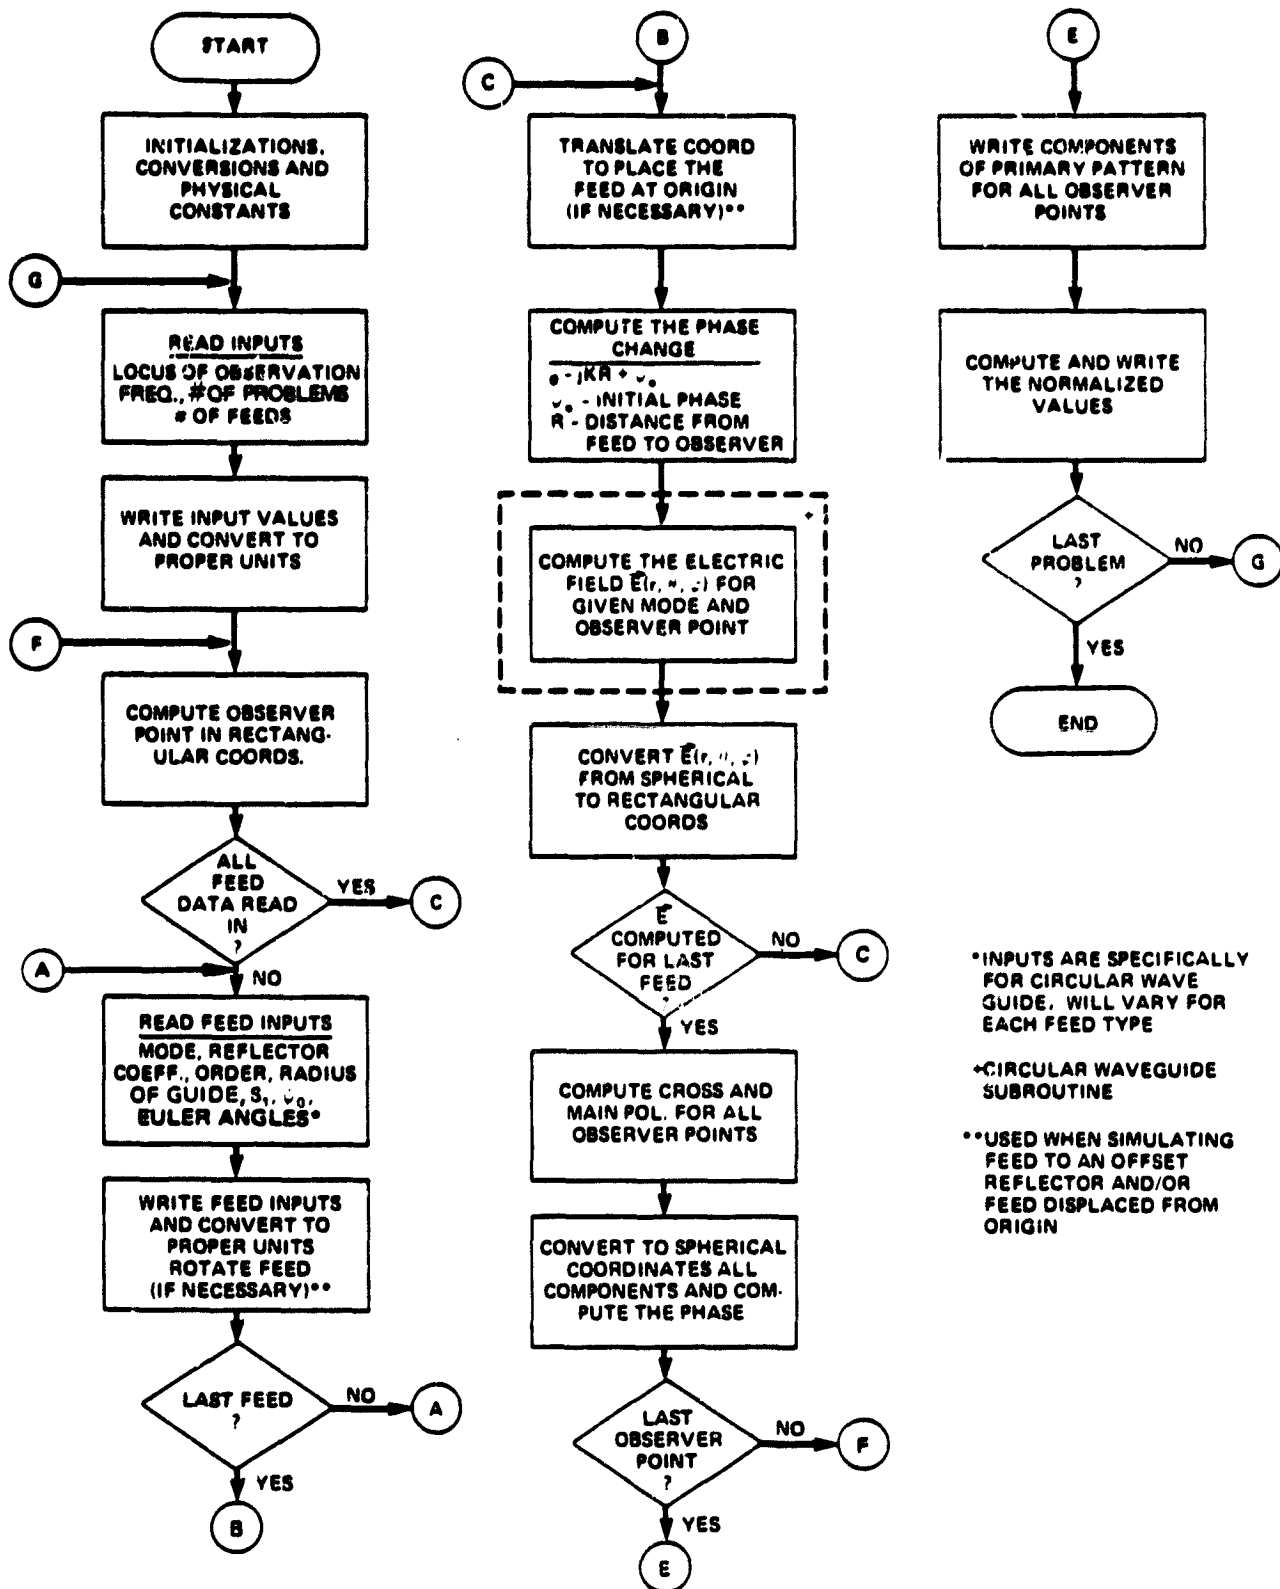 START
INITIALIZATIONS,
CONVERSIONS AND
PHYSICAL
CONSTANTS
G
READ INPUTS
LOCUS OF OBSERVATION
FREQ., # OF PROBLEMS
# OF FEEDS
WRITE INPUT VALUES
AND CONVERT TO
PROPER UNITS
F
COMPUTE OBSERVER
POINT IN RECTANG-
ULAR COORDS.
ALL
FEED
DATA READ
IN
?
YES
C
A
NO
READ FEED INPUTS
MODE, REFLECTOR
COEFF., ORDER, RADIUS
OF GUIDE, S₁,
EULER ANGLES*
WRITE FEED INPUTS
AND CONVERT TO
PROPER UNITS
ROTATE FEED
(IF NECESSARY)**
LAST FEED
?
NO
A
YES
B
B
C
TRANSLATE COORD
TO PLACE THE
FEED AT ORIGIN
(IF NECESSARY)**
COMPUTE THE PHASE
CHANGE
- jKR +
- INITIAL PHASE
R - DISTANCE FROM
FEED TO OBSERVER
+
COMPUTE THE ELECTRIC
FIELD E(r, FOR
GIVEN MODE AND
OBSERVER POINT
CONVERT E(r,
FROM SPHERICAL
TO RECTANGULAR
COORDS
E
COMPUTED
FOR LAST
FEED
?
NO
C
YES
COMPUTE CROSS AND
MAIN POL. FOR ALL
OBSERVER POINTS
CONVERT TO SPHERICAL
COORDINATES ALL
COMPONENTS AND COM-
PUTE THE PHASE
LAST
OBSERVER
POINT
?
NO
F
YES
E
E
WRITE COMPONENTS
OF PRIMARY PATTERN
FOR ALL OBSERVER
POINTS
COMPUTE AND WRITE
THE NORMALIZED
VALUES
LAST
PROBLEM
?
NO
G
YES
END
*INPUTS ARE SPECIFICALLY
FOR CIRCULAR WAVE
GUIDE. WILL VARY FOR
EACH FEED TYPE
+CIRCULAR WAVEGUIDE
SUBROUTINE
**USED WHEN SIMULATING
FEED TO AN OFFSET
REFLECTOR AND/OR
FEED DISPLACED FROM
ORIGIN